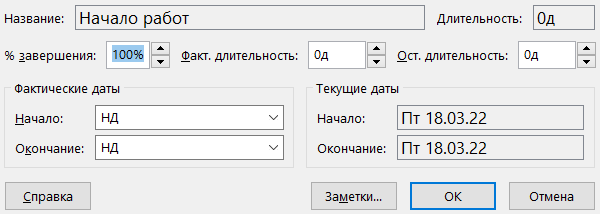 Название: Начало работ Длительность: 0д
% завершения: 100% Факт. длительность: 0д Ост. длительность: 0д
Фактические даты Текущие даты
Начало: НД Начало: Пт 18.03.22
Окончание: НД Окончание: Пт 18.03.22
Справка Заметки... ОК Отмена